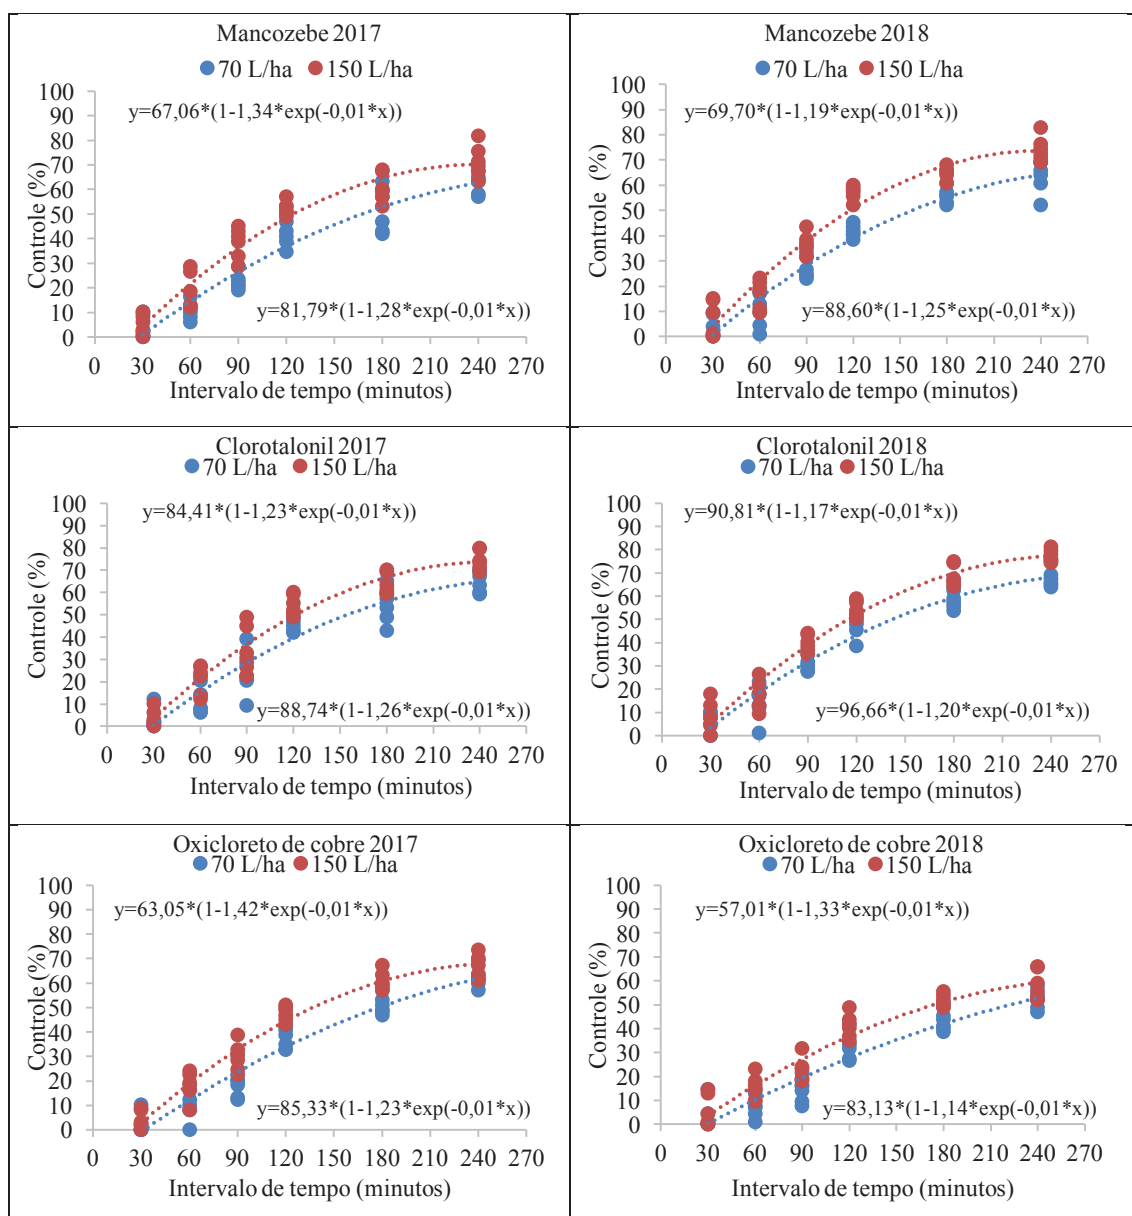 Mancozebe 2017
70 L/ha 150 L/ha
y=67,06*(1-1,34*exp(-0,01*x))
100
90
80
70
60
50
40
30
20
10
0
Controle (%)
y=81,79*(1-1,28*exp(-0,01*x))
0 30 60 90 120 150 180 210 240 270
Intervalo de tempo (minutos)
Mancozebe 2018
70 L/ha 150 L/ha
y=69,70*(1-1,19*exp(-0,01*x))
100
90
80
70
60
50
40
30
20
10
0
Controle (%)
y=88,60*(1-1,25*exp(-0,01*x))
0 30 60 90 120 150 180 210 240 270
Intervalo de tempo (minutos)
Clorotalonil 2017
70 L/ha 150 L/ha
y=84,41*(1-1,23*exp(-0,01*x))
100
90
80
70
60
50
40
30
20
10
0
Controle (%)
y=88,74*(1-1,26*exp(-0,01*x))
0 30 60 90 120 150 180 210 240 270
Intervalo de tempo (minutos)
Clorotalonil 2018
70 L/ha 150 L/ha
y=90,81*(1-1,17*exp(-0,01*x))
100
90
80
70
60
50
40
30
20
10
0
Controle (%)
y=96,66*(1-1,20*exp(-0,01*x))
0 30 60 90 120 150 180 210 240 270
Intervalo de tempo (minutos)
Oxicloreto de cobre 2017
70 L/ha 150 L/ha
y=63,05*(1-1,42*exp(-0,01*x))
100
90
80
70
60
50
40
30
20
10
0
Controle (%)
y=85,33*(1-1,23*exp(-0,01*x))
0 30 60 90 120 150 180 210 240 270
Intervalo de tempo (minutos)
Oxicloreto de cobre 2018
70 L/ha 150 L/ha
y=57,01*(1-1,33*exp(-0,01*x))
100
90
80
70
60
50
40
30
20
10
0
Controle (%)
y=83,13*(1-1,14*exp(-0,01*x))
0 30 60 90 120 150 180 210 240 270
Intervalo de tempo (minutos)